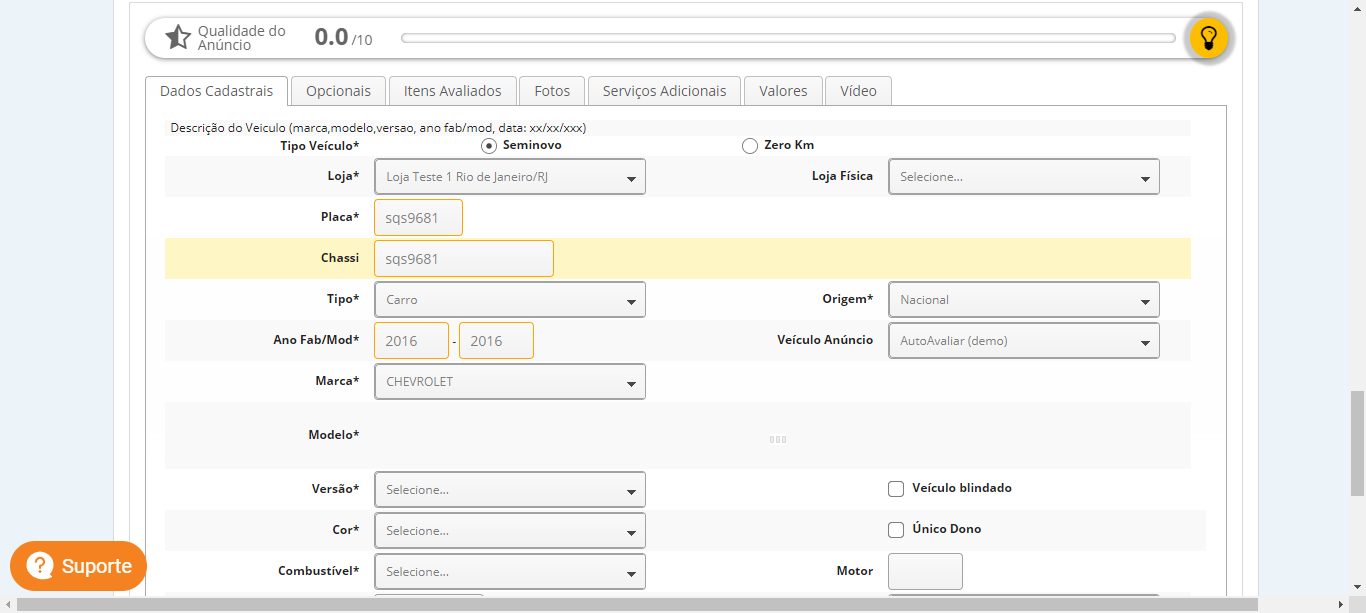 Qualidade do
Anúncio
0.0 /10
Dados Cadastrais Opcionais Itens Avaliados Fotos Serviços Adicionais Valores Vídeo
Descrição do Veiculo (marca,modelo,versao, ano fab/mod, data: xx/xx/xxx)
Tipo Veículo* Seminovo Zero Km
Loja* Loja Teste 1 Rio de Janeiro/RJ Loja Física Selecione...
Placa* sqs9681
Chassi sqs9681
Tipo* Carro Origem* Nacional
Ano Fab/Mod* 2016 - 2016 Veículo Anúncio AutoAvaliar (demo)
Marca* CHEVROLET
Modelo*
Versão* Selecione... Veículo blindado
Cor* Selecione... Único Dono
Combustível* Selecione... Motor
? Suporte